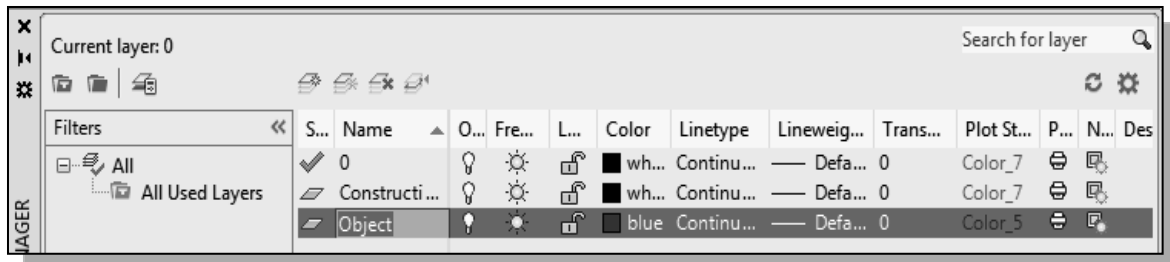 Current layer: 0
Search for layer
Filters
S... Name O... Fre... L... Color Linetype Lineweig... Trans... Plot St... P... N... Des
All
All Used Layers
0 wh... Continu... Defa... 0 Color_7
Constructi... wh... Continu... Defa... 0 Color_7
Object blue Continu... Defa... 0 Color_5
NAGER